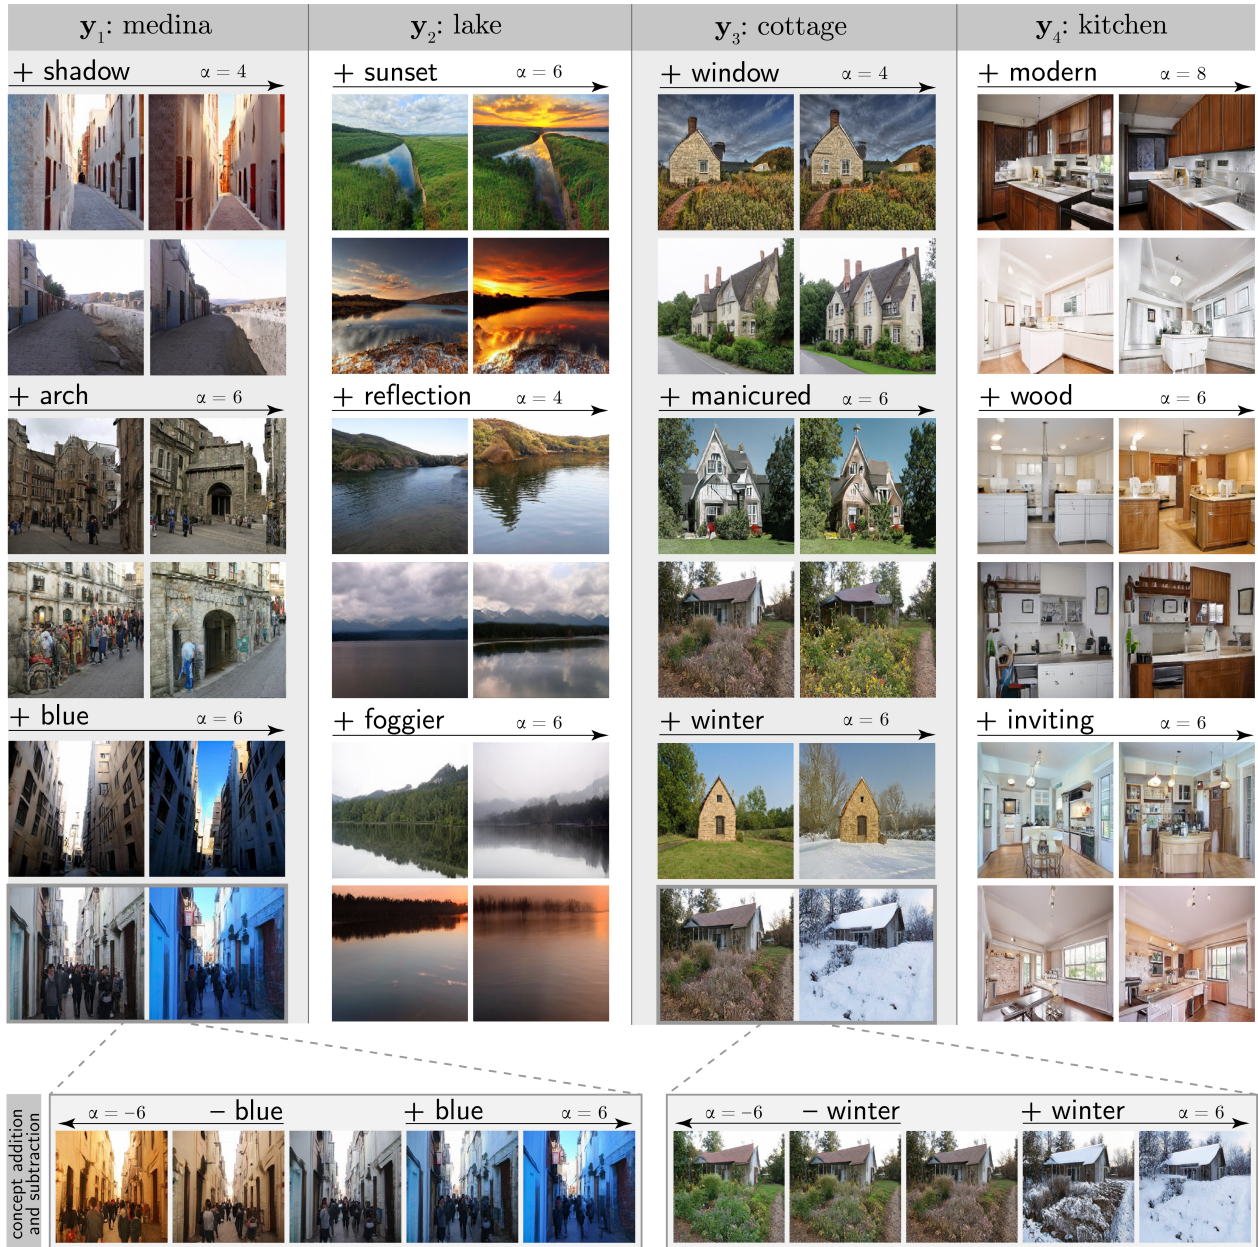 y1: medina
y2: lake
y3: cottage
y4: kitchen
+ shadow α = 4
+ sunset α = 6
+ window α = 4
+ modern α = 8
+ arch α = 6
+ reflection α = 4
+ manicured α = 6
+ wood α = 6
+ blue α = 6
+ foggier α = 6
+ winter α = 6
+ inviting α = 6
concept addition
and subtraction
α = −6 − blue + blue α = 6
α = −6 − winter + winter α = 6